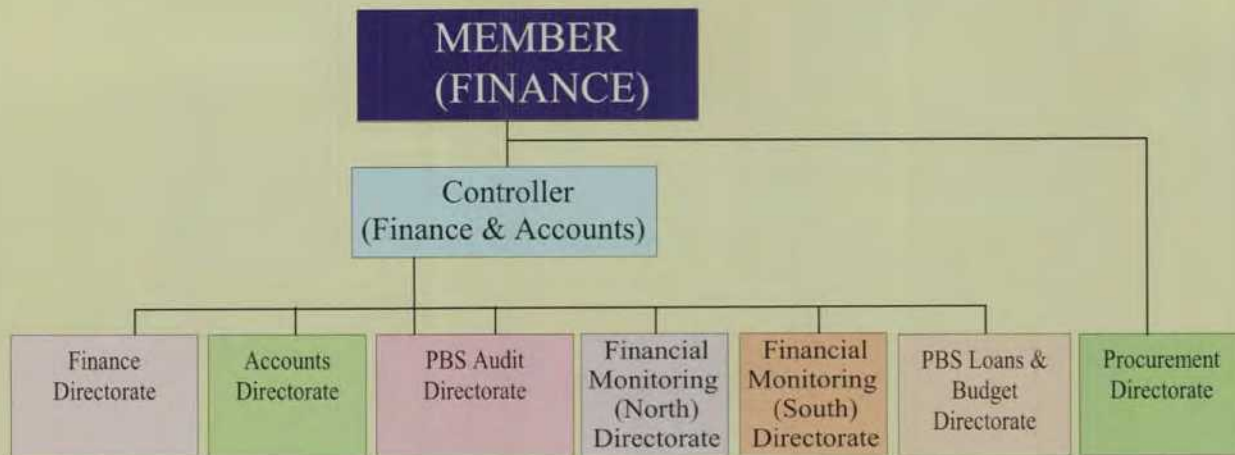 MEMBER
(FINANCE)
Controller
(Finance & Accounts)
Finance
Directorate
Accounts
Directorate
PBS Audit
Directorate
Financial
Monitoring
(North)
Directorate
Financial
Monitoring
(South)
Directorate
PBS Loans &
Budget
Directorate
Procurement
Directorate